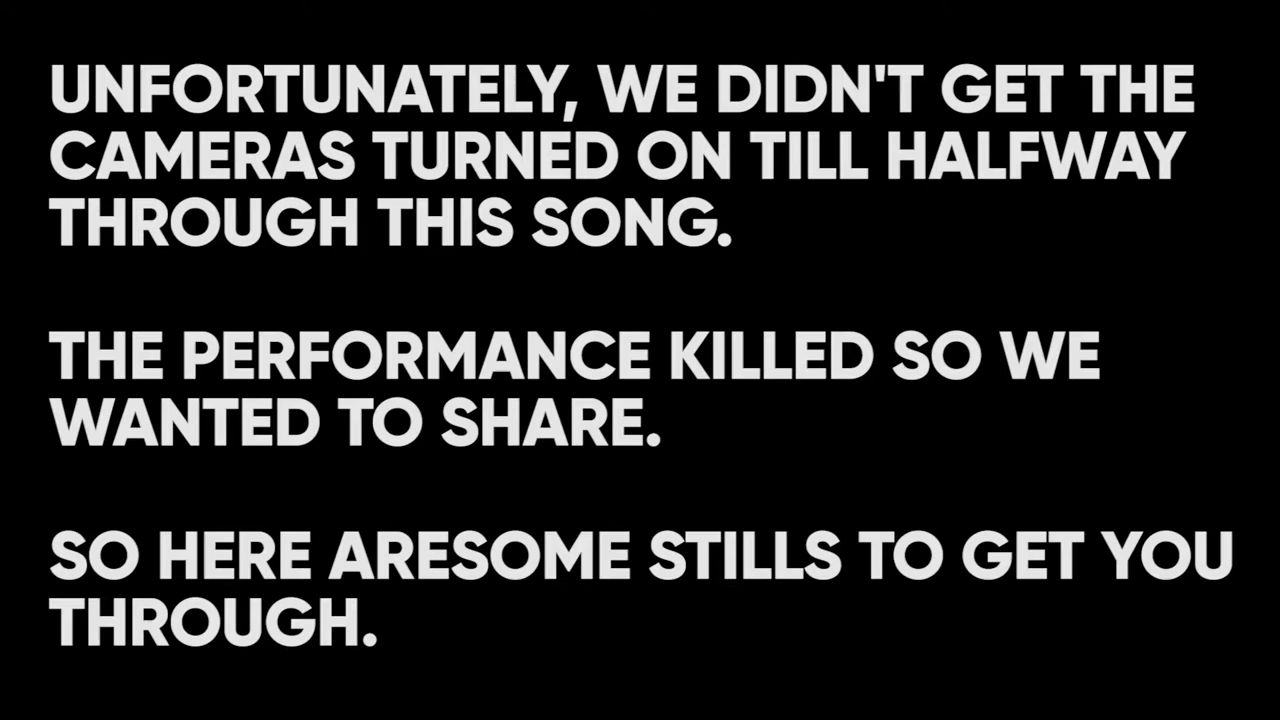 UNFORTUNATELY, WE DIDN'T GET THE
CAMERAS TURNED ON TILL HALFWAY
THROUGH THIS SONG.
THE PERFORMANCE KILLED SO WE
WANTED TO SHARE.
SO HERE ARESOME STILLS TO GET YOU
THROUGH.